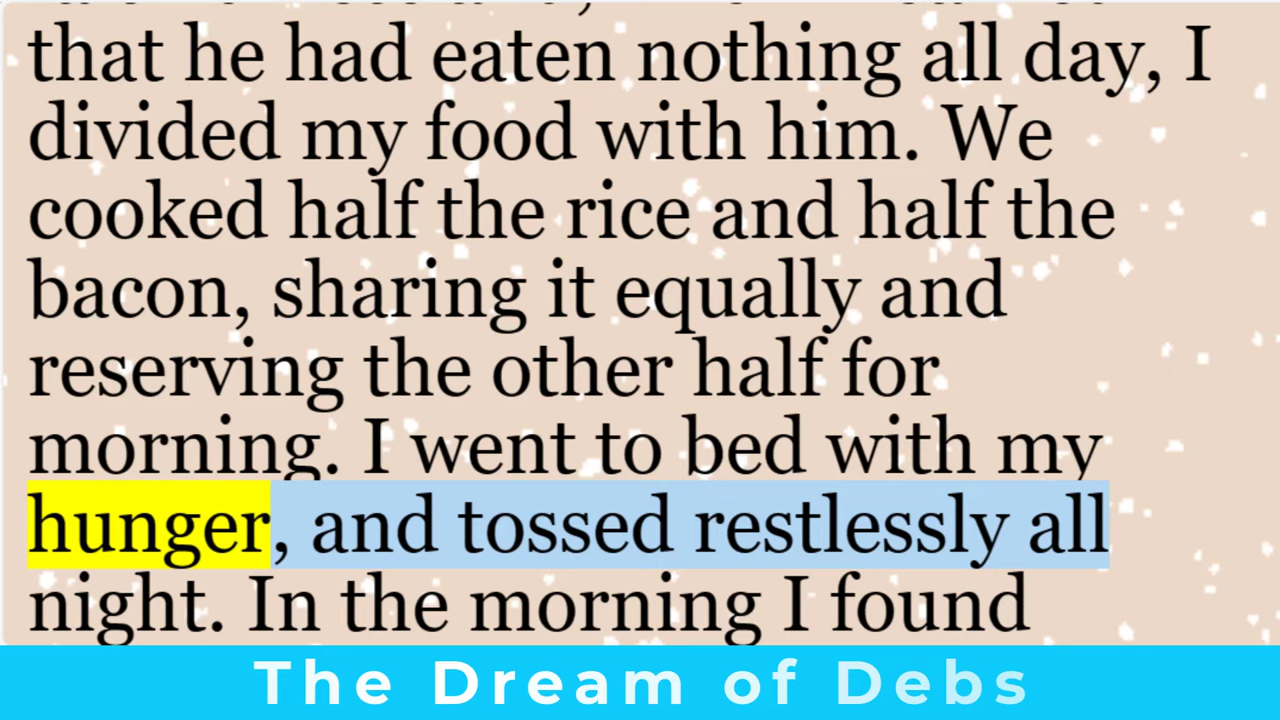 that he had eaten nothing all day, I
divided my food with him. We
cooked half the rice and half the
bacon, sharing it equally and
reserving the other half for
morning. I went to bed with my
hunger, and tossed restlessly all
night. In the morning I found
The Dream of Debs